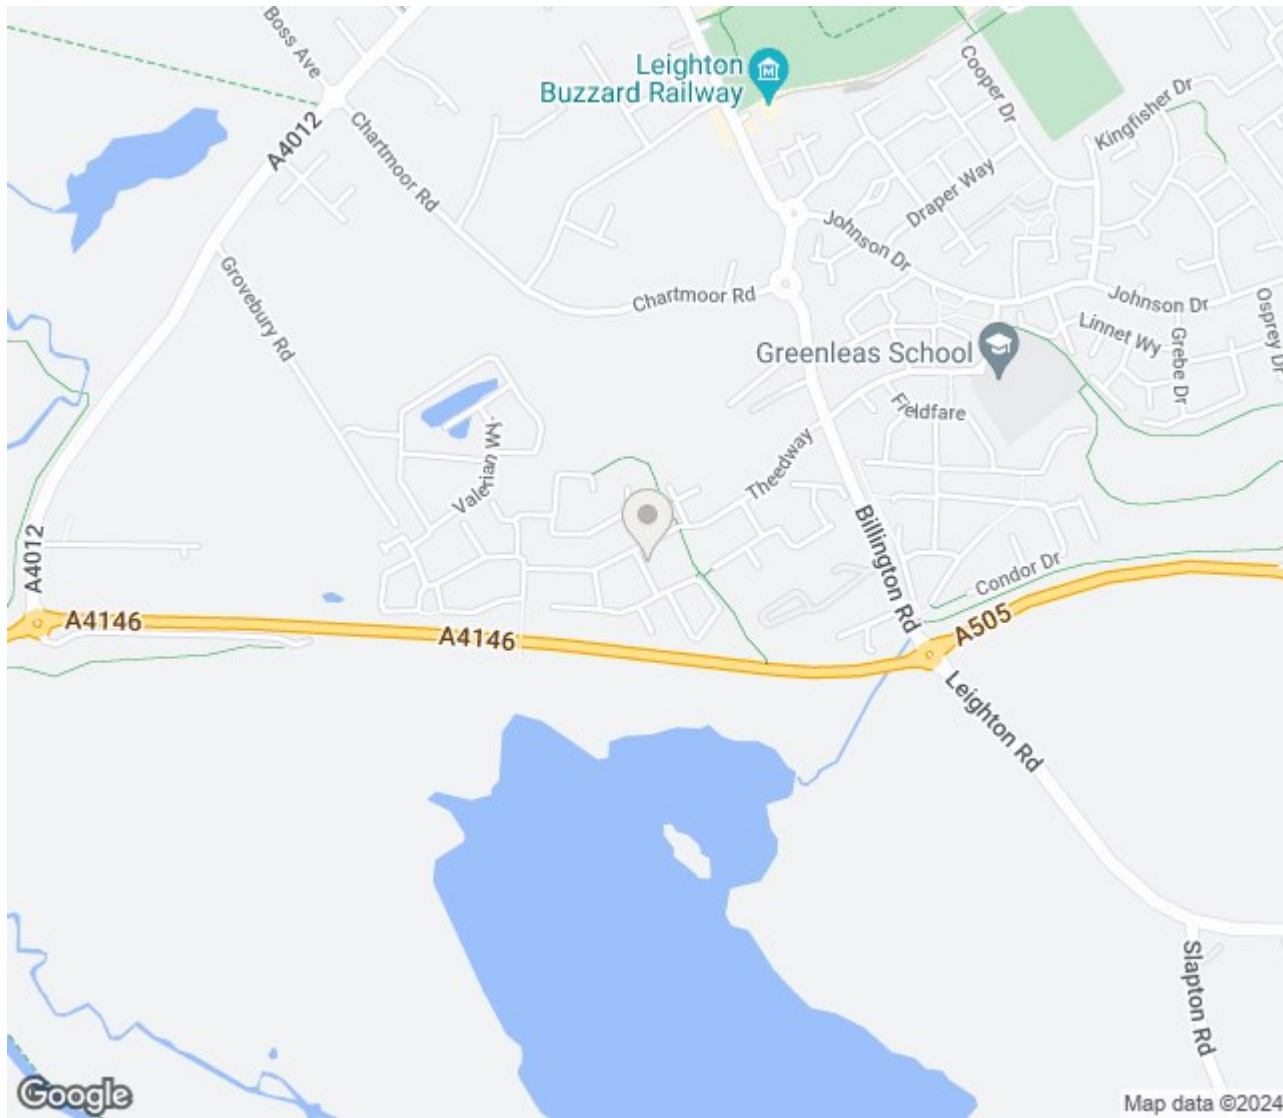 Boss Ave
Leighton
Buzzard Railway
Cooper Dr
Kingfisher Dr
A4012
Chartmoor Rd
Draper Way
Johnson Dr
Grovebury Rd
Chartmoor Rd
Johnson Dr
Osprey Dr
Linnet Wy
Grebe Dr
Greenleas School
Fieldfare
Valerian Wy
Theedway
Billington Rd
A4012
Condor Dr
A4146
A4146
A505
Leighton Rd
Slapton Rd
Google
Map data ©2024